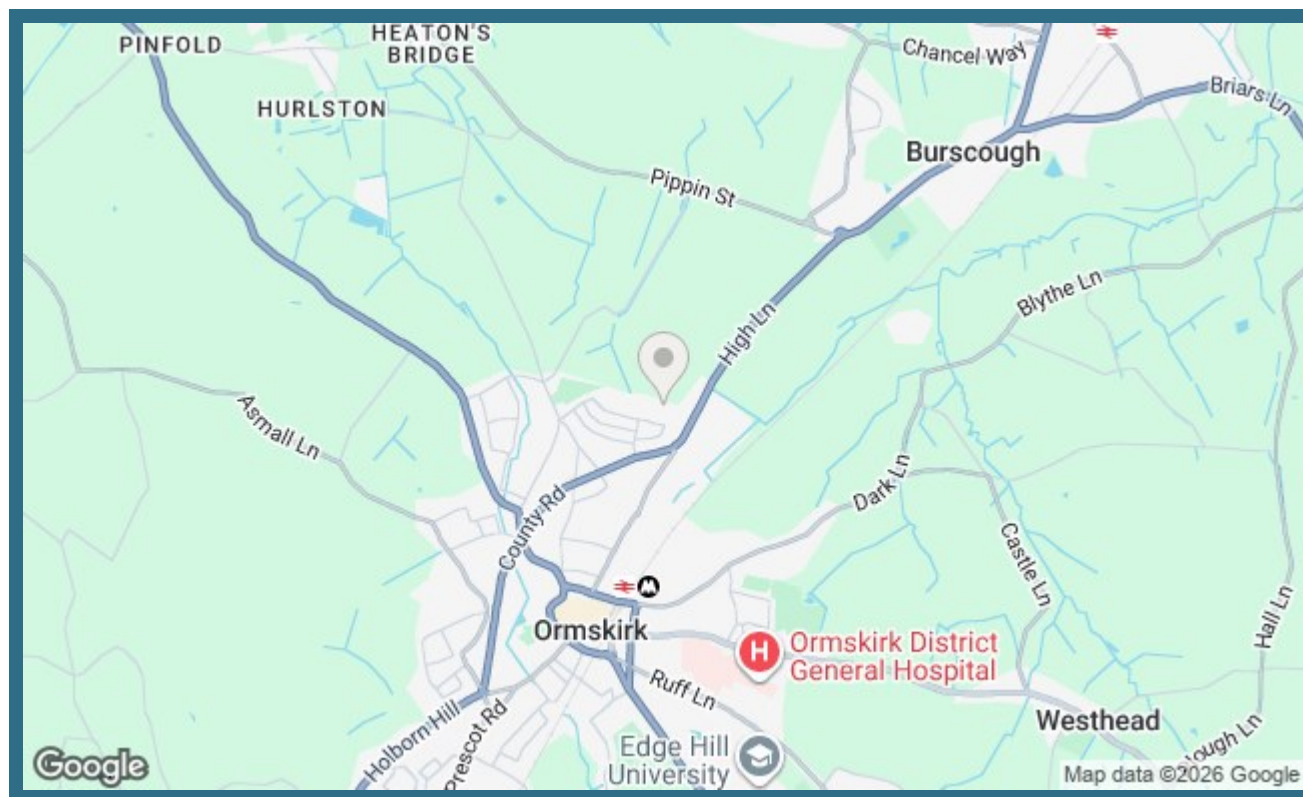 PINFOLD
HEATON'S
BRIDGE
Chancel Way
HURLSTON
Briars Ln
Burscough
Pippin St
Blythe Ln
High Ln
Asmall Ln
Dark Ln
County Rd
Castle Ln
Hall Ln
Ormskirk
H
Ormskirk District
General Hospital
Ruff Ln
Westhead
Holborn Hill
Prescot Rd
Edge Hill
University
lough Ln
Google
Map data ©2026 Google